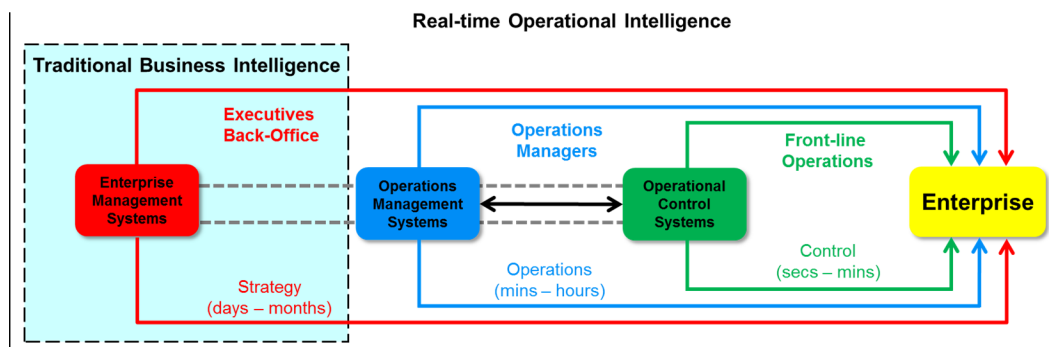 Real-time Operational Intelligence
Traditional Business Intelligence
Executives
Back-Office
Operations
Managers
Front-line
Operations
Enterprise
Management
Systems
Operations
Management
Systems
Operational
Control
Systems
Enterprise
Strategy
(days – months)
Operations
(mins – hours)
Control
(secs – mins)